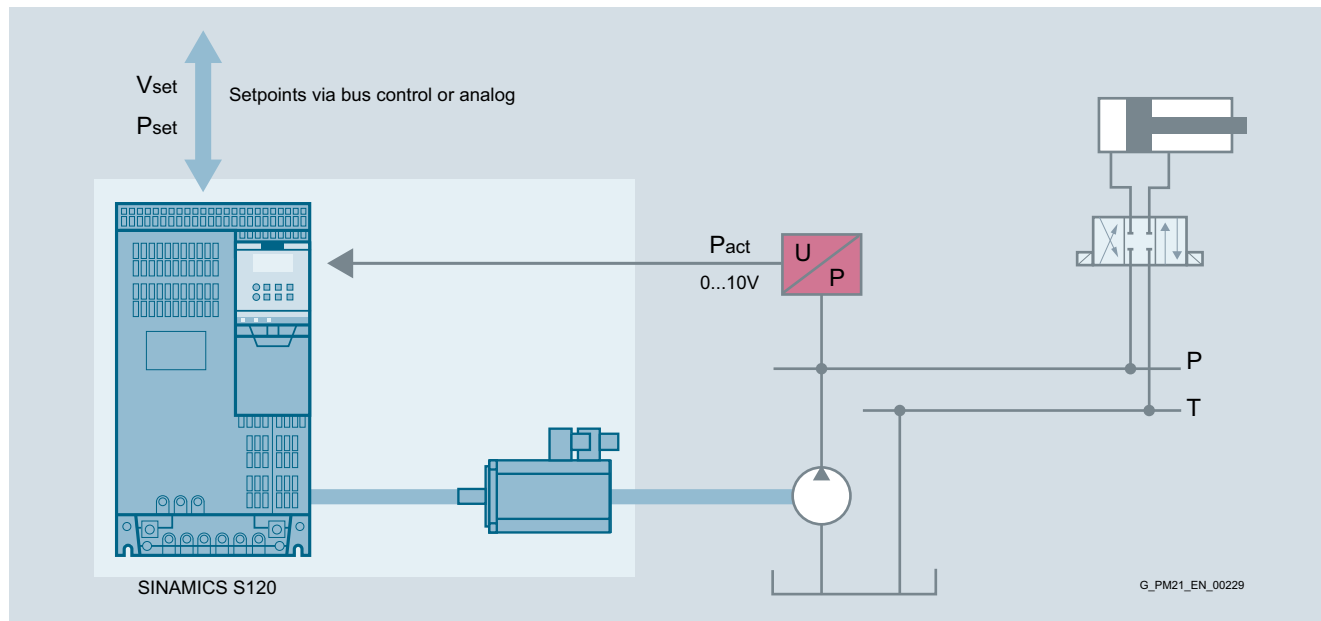 Vset
Setpoints via bus control or analog
Pset
Pact
0...10V
U
P
P
T
SINAMICS S120
G_PM21_EN_00229